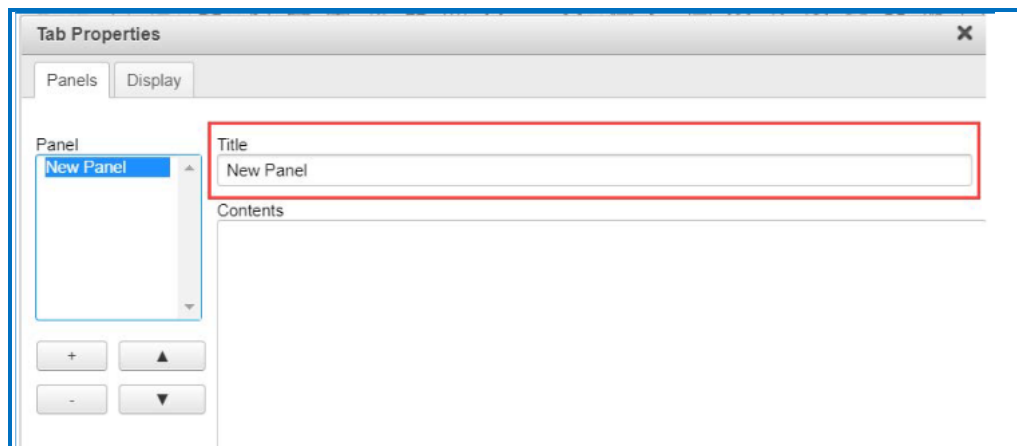 Tab Properties
Panels
Display
Panel
New Panel
Title
New Panel
Contents
+
-